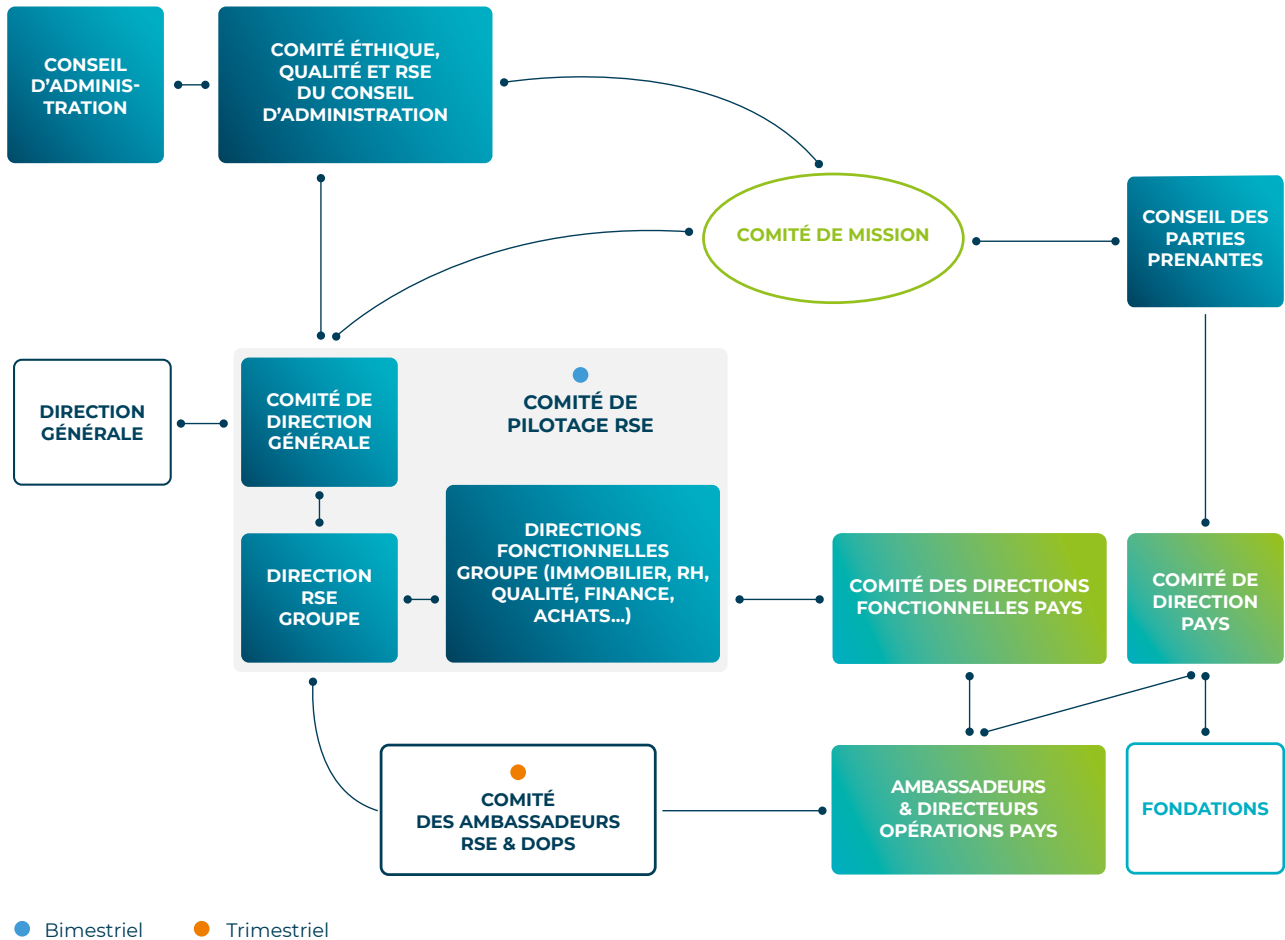 CONSEIL
D'ADMINIS-
TRATION
COMITÉ ÉTHIQUE,
QUALITÉ ET RSE
DU CONSEIL
D'ADMINISTRATION
COMITÉ DE MISSION
CONSEIL DES
PARTIES
PRENANTES
DIRECTION
GÉNÉRALE
COMITÉ DE
DIRECTION
GÉNÉRALE
COMITÉ DE
PILOTAGE RSE
DIRECTION
RSE
GROUPE
DIRECTIONS
FONCTIONNELLES
GROUPE (IMMOBILIER, RH,
QUALITÉ, FINANCE,
ACHATS...)
COMITÉ DES DIRECTIONS
FONCTIONNELLES PAYS
COMITÉ DE
DIRECTION
PAYS
COMITÉ
DES AMBASSADEURS
RSE & DOPS
AMBASSADEURS
& DIRECTEURS
OPÉRATIONS PAYS
FONDATIONS
Bimestriel
Trimestriel